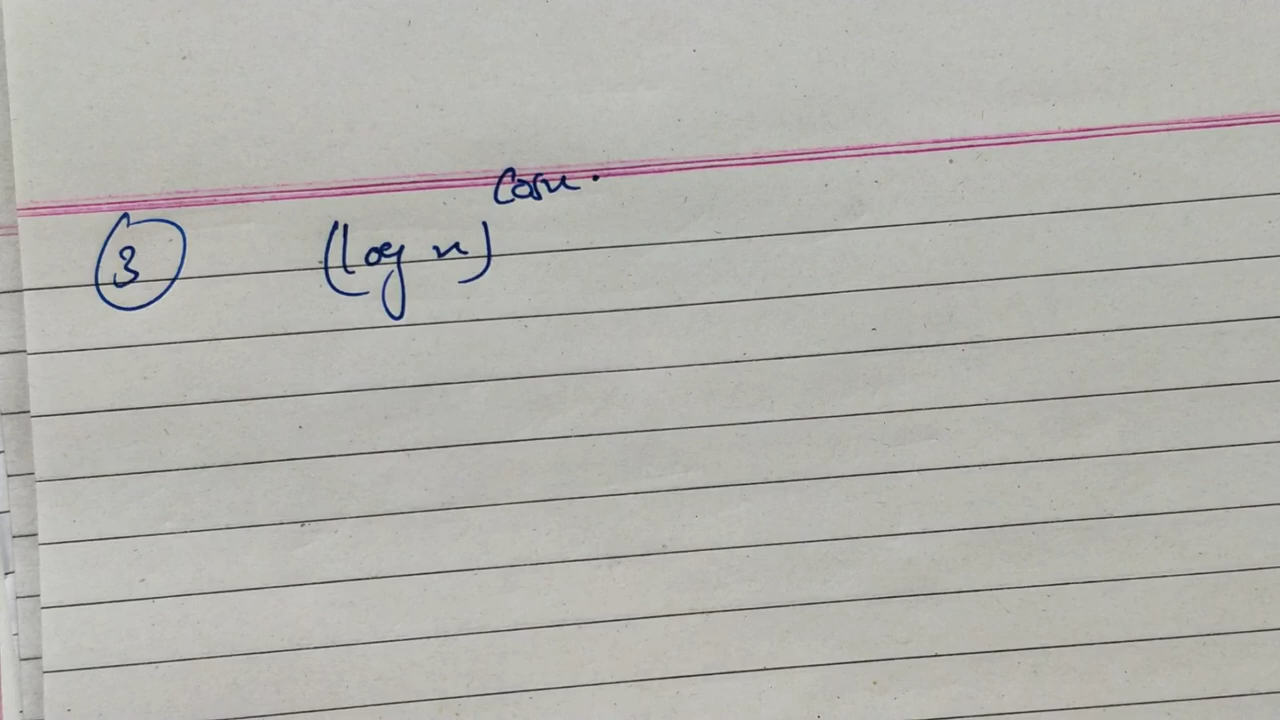 ③ (log x)^cosx.